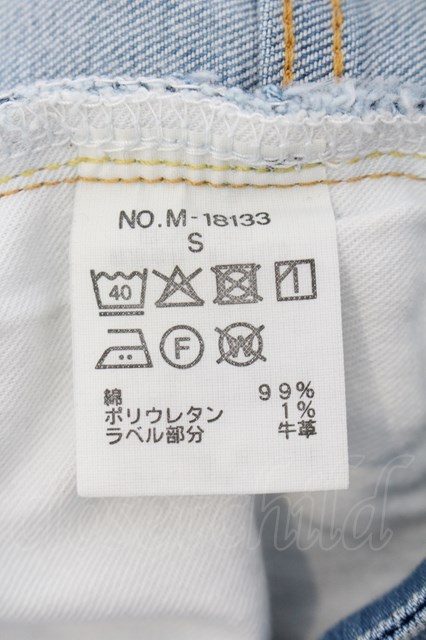 NO.M-18133
S
40
F W
綿 99%
ポリウレタン 1%
ラベル部分 牛革
child